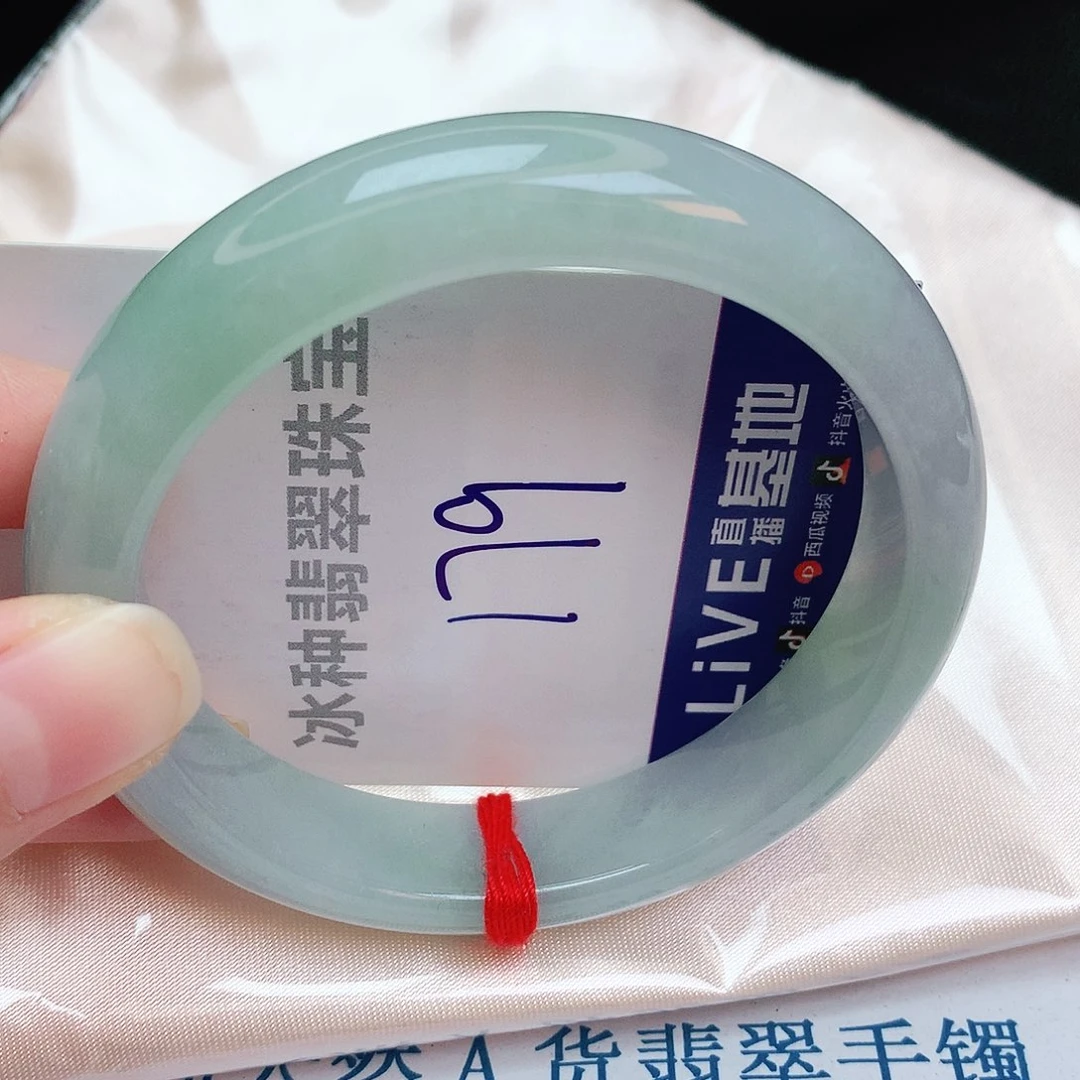 冰种翡翠珠宝
179
LiVE直播基地
抖音 西瓜视频 抖音火
A货翡翠手镯